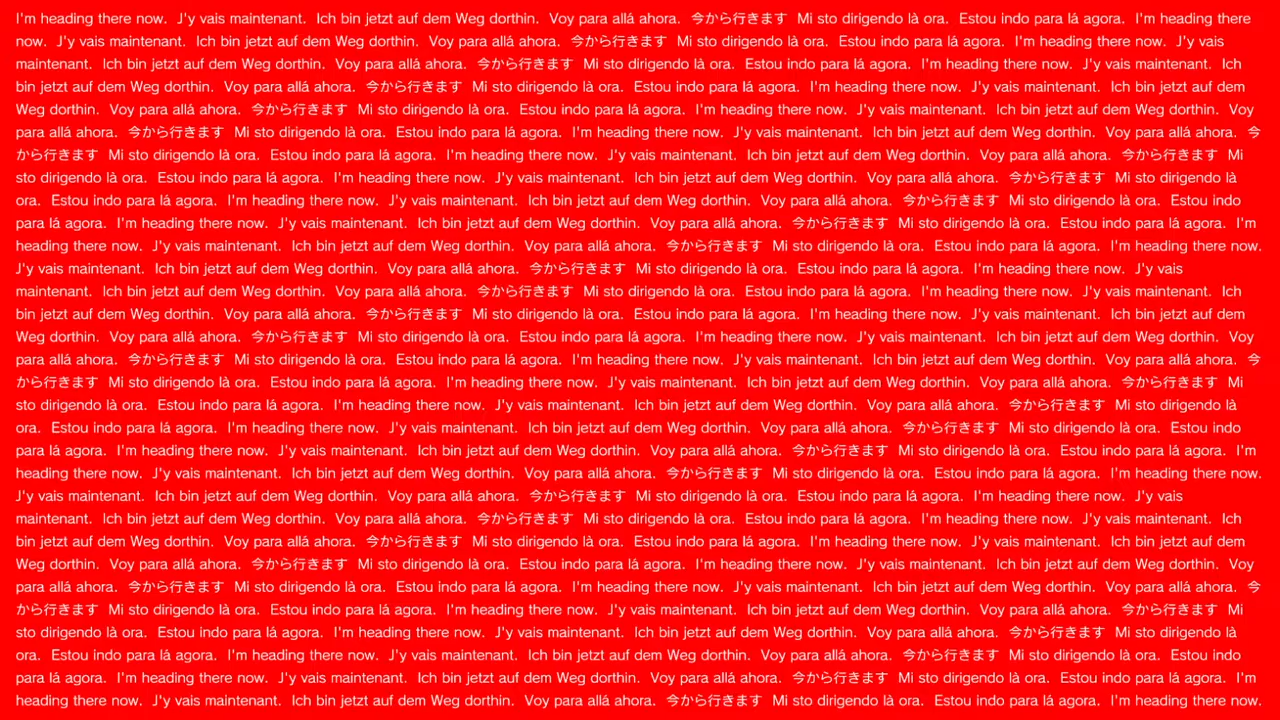 I'm heading there now.  J'y vais maintenant.  Ich bin jetzt auf dem Weg dorthin.  Voy para allá ahora.  今から行きます  Mi sto dirigendo là ora.  Estou indo para lá agora.  I'm heading there
now.  J'y vais maintenant.  Ich bin jetzt auf dem Weg dorthin.  Voy para allá ahora.  今から行きます  Mi sto dirigendo là ora.  Estou indo para lá agora.  I'm heading there now.  J'y vais
maintenant.  Ich bin jetzt auf dem Weg dorthin.  Voy para allá ahora.  今から行きます  Mi sto dirigendo là ora.  Estou indo para lá agora.  I'm heading there now.  J'y vais maintenant.  Ich
bin jetzt auf dem Weg dorthin.  Voy para allá ahora.  今から行きます  Mi sto dirigendo là ora.  Estou indo para lá agora.  I'm heading there now.  J'y vais maintenant.  Ich bin jetzt auf dem
Weg dorthin.  Voy para allá ahora.  今から行きます  Mi sto dirigendo là ora.  Estou indo para lá agora.  I'm heading there now.  J'y vais maintenant.  Ich bin jetzt auf dem Weg dorthin.  Voy
para allá ahora.  今から行きます  Mi sto dirigendo là ora.  Estou indo para lá agora.  I'm heading there now.  J'y vais maintenant.  Ich bin jetzt auf dem Weg dorthin.  Voy para allá ahora.  今
から行きます  Mi sto dirigendo là ora.  Estou indo para lá agora.  I'm heading there now.  J'y vais maintenant.  Ich bin jetzt auf dem Weg dorthin.  Voy para allá ahora.  今から行きます  Mi
sto dirigendo là ora.  Estou indo para lá agora.  I'm heading there now.  J'y vais maintenant.  Ich bin jetzt auf dem Weg dorthin.  Voy para allá ahora.  今から行きます  Mi sto dirigendo là
ora.  Estou indo para lá agora.  I'm heading there now.  J'y vais maintenant.  Ich bin jetzt auf dem Weg dorthin.  Voy para allá ahora.  今から行きます  Mi sto dirigendo là ora.  Estou indo
para lá agora.  I'm heading there now.  J'y vais maintenant.  Ich bin jetzt auf dem Weg dorthin.  Voy para allá ahora.  今から行きます  Mi sto dirigendo là ora.  Estou indo para lá agora.  I'm
heading there now.  J'y vais maintenant.  Ich bin jetzt auf dem Weg dorthin.  Voy para allá ahora.  今から行きます  Mi sto dirigendo là ora.  Estou indo para lá agora.  I'm heading there now.
J'y vais maintenant.  Ich bin jetzt auf dem Weg dorthin.  Voy para allá ahora.  今から行きます  Mi sto dirigendo là ora.  Estou indo para lá agora.  I'm heading there now.  J'y vais
maintenant.  Ich bin jetzt auf dem Weg dorthin.  Voy para allá ahora.  今から行きます  Mi sto dirigendo là ora.  Estou indo para lá agora.  I'm heading there now.  J'y vais maintenant.  Ich
bin jetzt auf dem Weg dorthin.  Voy para allá ahora.  今から行きます  Mi sto dirigendo là ora.  Estou indo para lá agora.  I'm heading there now.  J'y vais maintenant.  Ich bin jetzt auf dem
Weg dorthin.  Voy para allá ahora.  今から行きます  Mi sto dirigendo là ora.  Estou indo para lá agora.  I'm heading there now.  J'y vais maintenant.  Ich bin jetzt auf dem Weg dorthin.  Voy
para allá ahora.  今から行きます  Mi sto dirigendo là ora.  Estou indo para lá agora.  I'm heading there now.  J'y vais maintenant.  Ich bin jetzt auf dem Weg dorthin.  Voy para allá ahora.  今
から行きます  Mi sto dirigendo là ora.  Estou indo para lá agora.  I'm heading there now.  J'y vais maintenant.  Ich bin jetzt auf dem Weg dorthin.  Voy para allá ahora.  今から行きます  Mi
sto dirigendo là ora.  Estou indo para lá agora.  I'm heading there now.  J'y vais maintenant.  Ich bin jetzt auf dem Weg dorthin.  Voy para allá ahora.  今から行きます  Mi sto dirigendo là
ora.  Estou indo para lá agora.  I'm heading there now.  J'y vais maintenant.  Ich bin jetzt auf dem Weg dorthin.  Voy para allá ahora.  今から行きます  Mi sto dirigendo là ora.  Estou indo
para lá agora.  I'm heading there now.  J'y vais maintenant.  Ich bin jetzt auf dem Weg dorthin.  Voy para allá ahora.  今から行きます  Mi sto dirigendo là ora.  Estou indo para lá agora.  I'm
heading there now.  J'y vais maintenant.  Ich bin jetzt auf dem Weg dorthin.  Voy para allá ahora.  今から行きます  Mi sto dirigendo là ora.  Estou indo para lá agora.  I'm heading there now.
J'y vais maintenant.  Ich bin jetzt auf dem Weg dorthin.  Voy para allá ahora.  今から行きます  Mi sto dirigendo là ora.  Estou indo para lá agora.  I'm heading there now.  J'y vais
maintenant.  Ich bin jetzt auf dem Weg dorthin.  Voy para allá ahora.  今から行きます  Mi sto dirigendo là ora.  Estou indo para lá agora.  I'm heading there now.  J'y vais maintenant.  Ich
bin jetzt auf dem Weg dorthin.  Voy para allá ahora.  今から行きます  Mi sto dirigendo là ora.  Estou indo para lá agora.  I'm heading there now.  J'y vais maintenant.  Ich bin jetzt auf dem
Weg dorthin.  Voy para allá ahora.  今から行きます  Mi sto dirigendo là ora.  Estou indo para lá agora.  I'm heading there now.  J'y vais maintenant.  Ich bin jetzt auf dem Weg dorthin.  Voy
para allá ahora.  今から行きます  Mi sto dirigendo là ora.  Estou indo para lá agora.  I'm heading there now.  J'y vais maintenant.  Ich bin jetzt auf dem Weg dorthin.  Voy para allá ahora.  今
から行きます  Mi sto dirigendo là ora.  Estou indo para lá agora.  I'm heading there now.  J'y vais maintenant.  Ich bin jetzt auf dem Weg dorthin.  Voy para allá ahora.  今から行きます  Mi
sto dirigendo là ora.  Estou indo para lá agora.  I'm heading there now.  J'y vais maintenant.  Ich bin jetzt auf dem Weg dorthin.  Voy para allá ahora.  今から行きます  Mi sto dirigendo là
ora.  Estou indo para lá agora.  I'm heading there now.  J'y vais maintenant.  Ich bin jetzt auf dem Weg dorthin.  Voy para allá ahora.  今から行きます  Mi sto dirigendo là ora.  Estou indo
para lá agora.  I'm heading there now.  J'y vais maintenant.  Ich bin jetzt auf dem Weg dorthin.  Voy para allá ahora.  今から行きます  Mi sto dirigendo là ora.  Estou indo para lá agora.  I'm
heading there now.  J'y vais maintenant.  Ich bin jetzt auf dem Weg dorthin.  Voy para allá ahora.  今から行きます  Mi sto dirigendo là ora.  Estou indo para lá agora.  I'm heading there now.